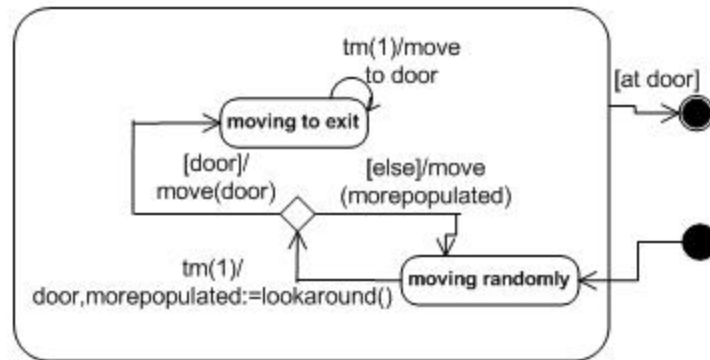 tm(1)/move
to door
[at door]
moving to exit
[door]/
move(door)
[else]/move
(morepopulated)
tm(1)/
door,morepopulated:=lookaround()
moving randomly